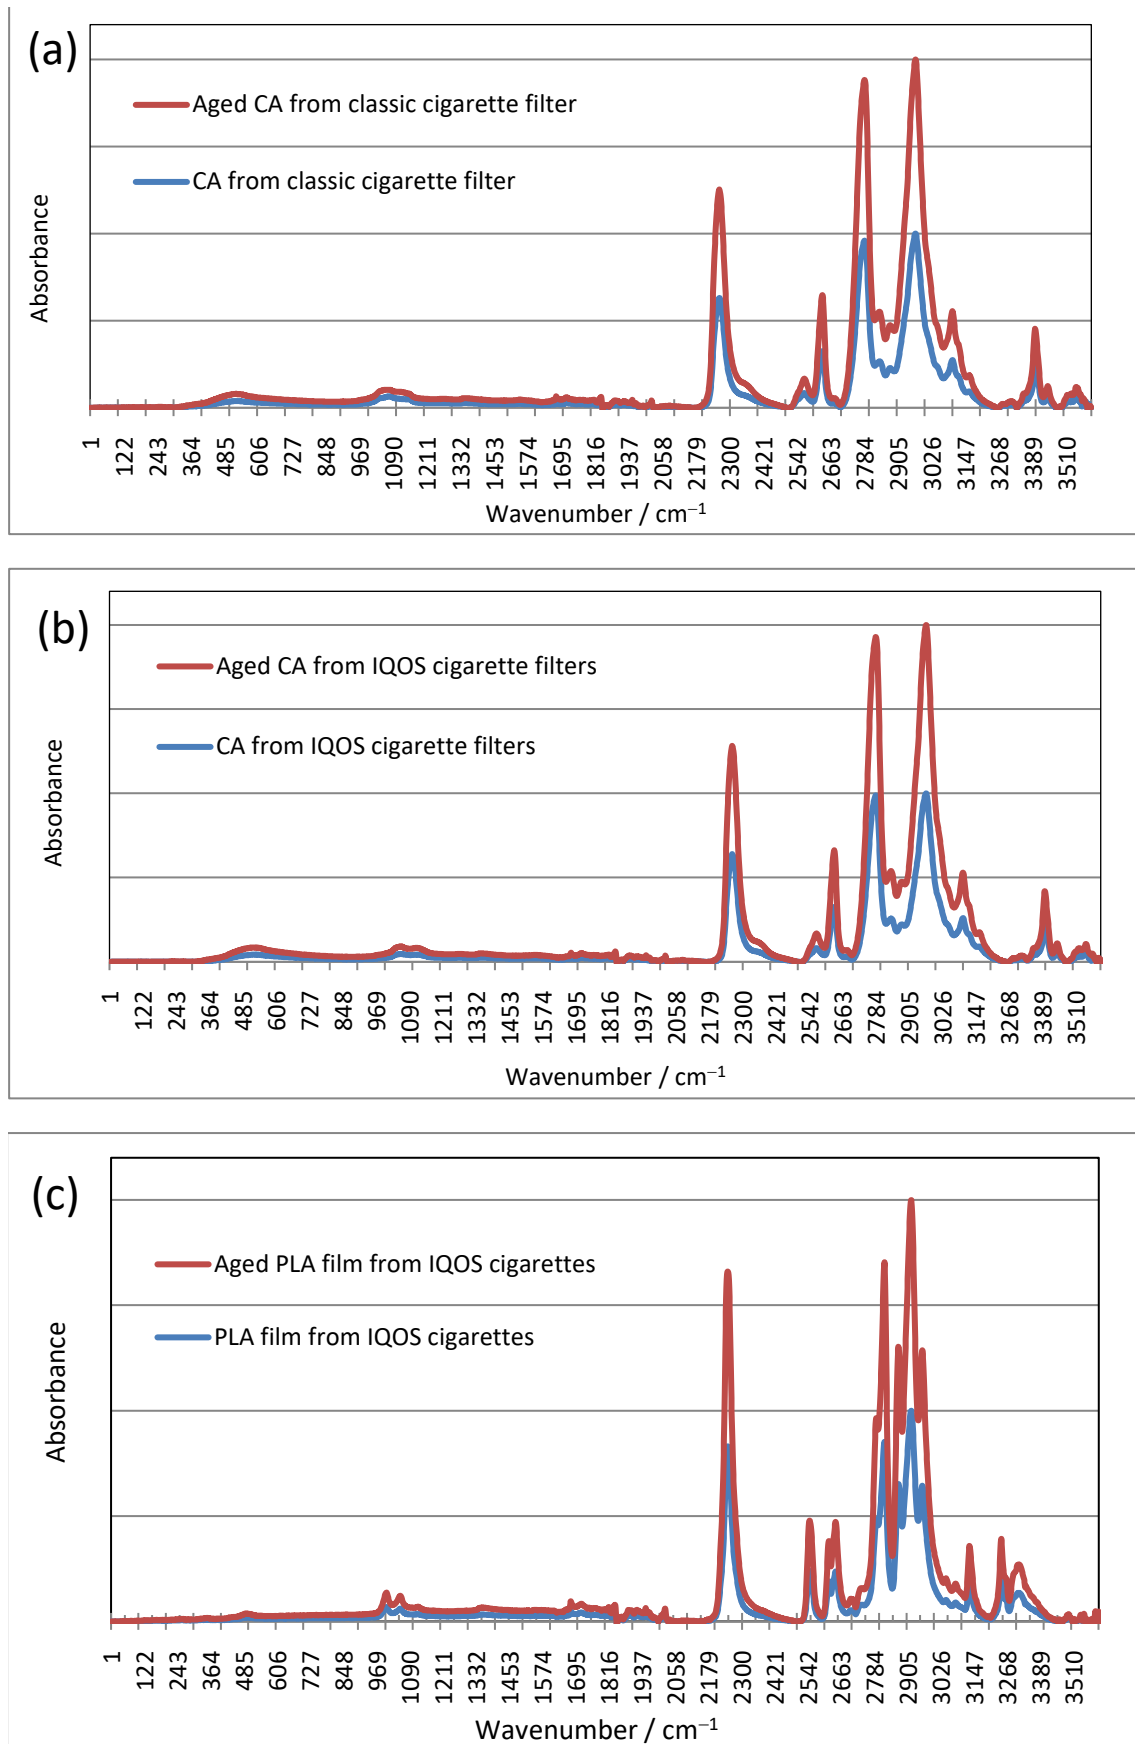 (a)
Aged CA from classic cigarette filter
CA from classic cigarette filter
Absorbance
1 122 243 364 485 606 727 848 969 1090 1211 1332 1453 1574 1695 1816 1937 2058 2179 2300 2421 2542 2663 2784 2905 3026 3147 3268 3389 3510
Wavenumber / cm⁻¹
(b)
Aged CA from IQOS cigarette filters
CA from IQOS cigarette filters
Absorbance
1 122 243 364 485 606 727 848 969 1090 1211 1332 1453 1574 1695 1816 1937 2058 2179 2300 2421 2542 2663 2784 2905 3026 3147 3268 3389 3510
Wavenumber / cm⁻¹
(c)
Aged PLA film from IQOS cigarettes
PLA film from IQOS cigarettes
Absorbance
1 122 243 364 485 606 727 848 969 1090 1211 1332 1453 1574 1695 1816 1937 2058 2179 2300 2421 2542 2663 2784 2905 3026 3147 3268 3389 3510
Wavenumber / cm⁻¹